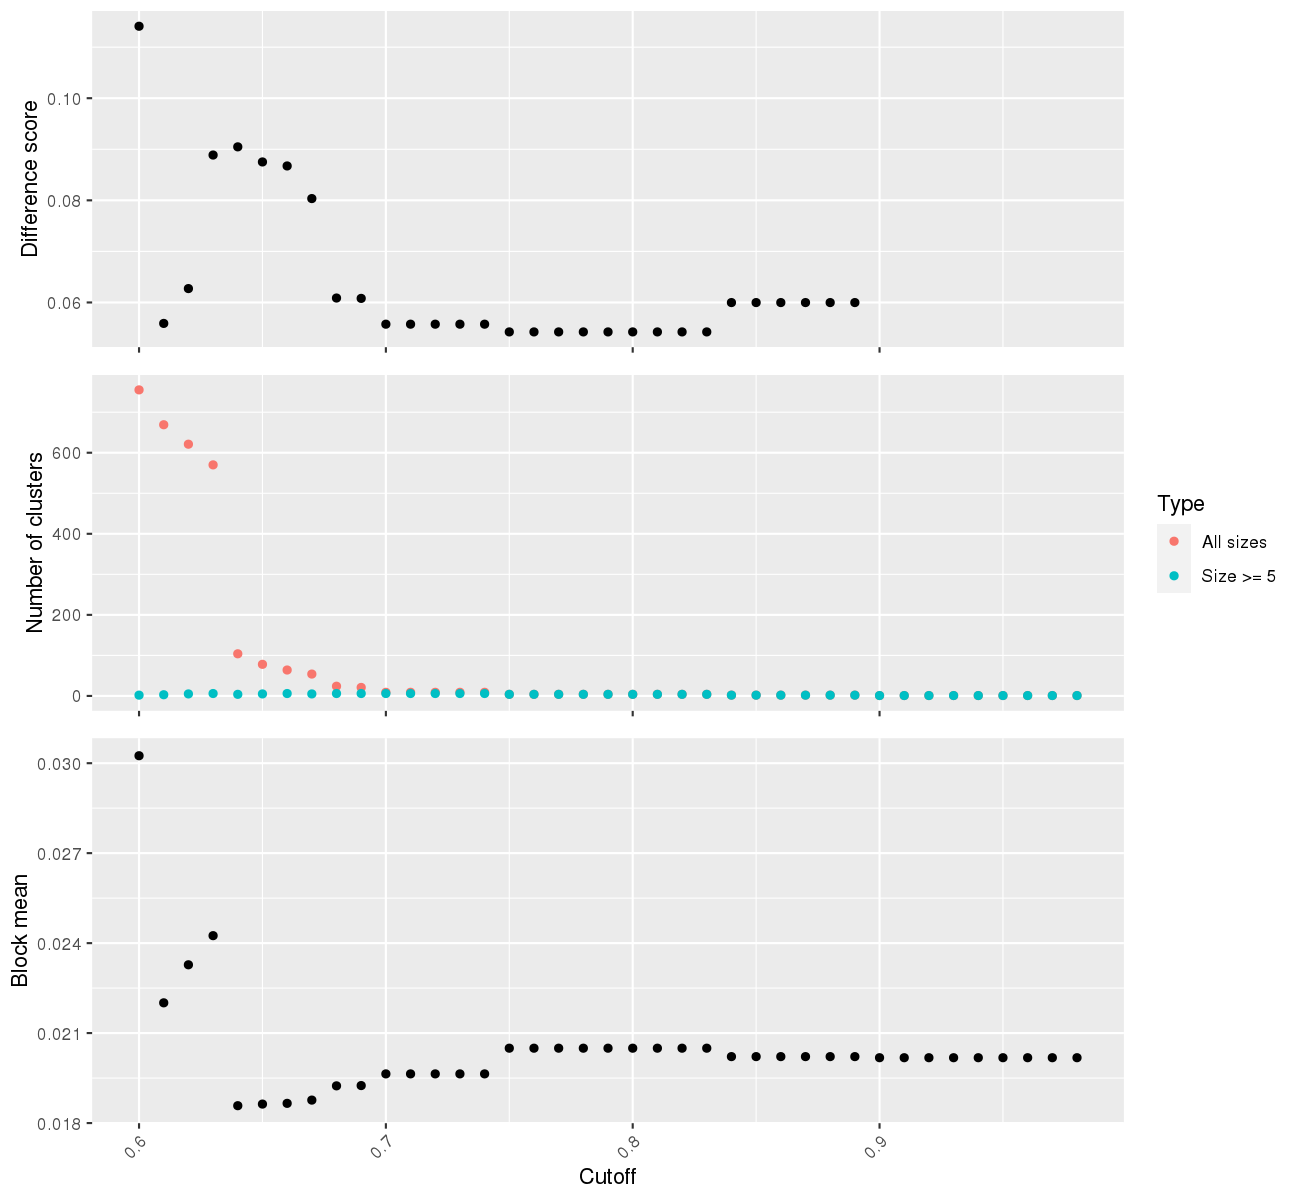 Difference score
0.10
0.08
0.06
Number of clusters
600
400
200
0
Type
All sizes
Size >= 5
Block mean
0.030
0.027
0.024
0.021
0.018
0.6
0.7
0.8
0.9
Cutoff